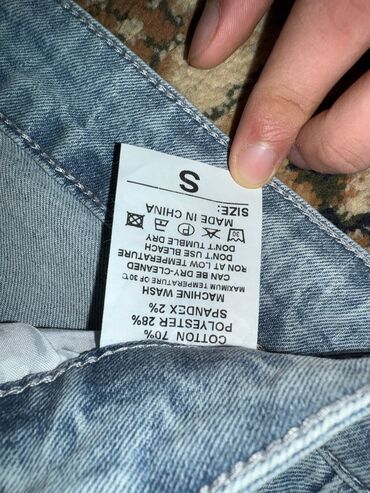 COTTON 70%
POLYESTER 28%
SPANDEX 2%
MACHINE WASH
MAXIMUM TEMPERATURE OF 30°C
CAN BE DRY-CLEANED
RON AT LOW TEMPERATURE
DON'T USE BLEACH
DON'T TUMBLE DRY
30 P
MADE IN CHINA
SIZE:
S